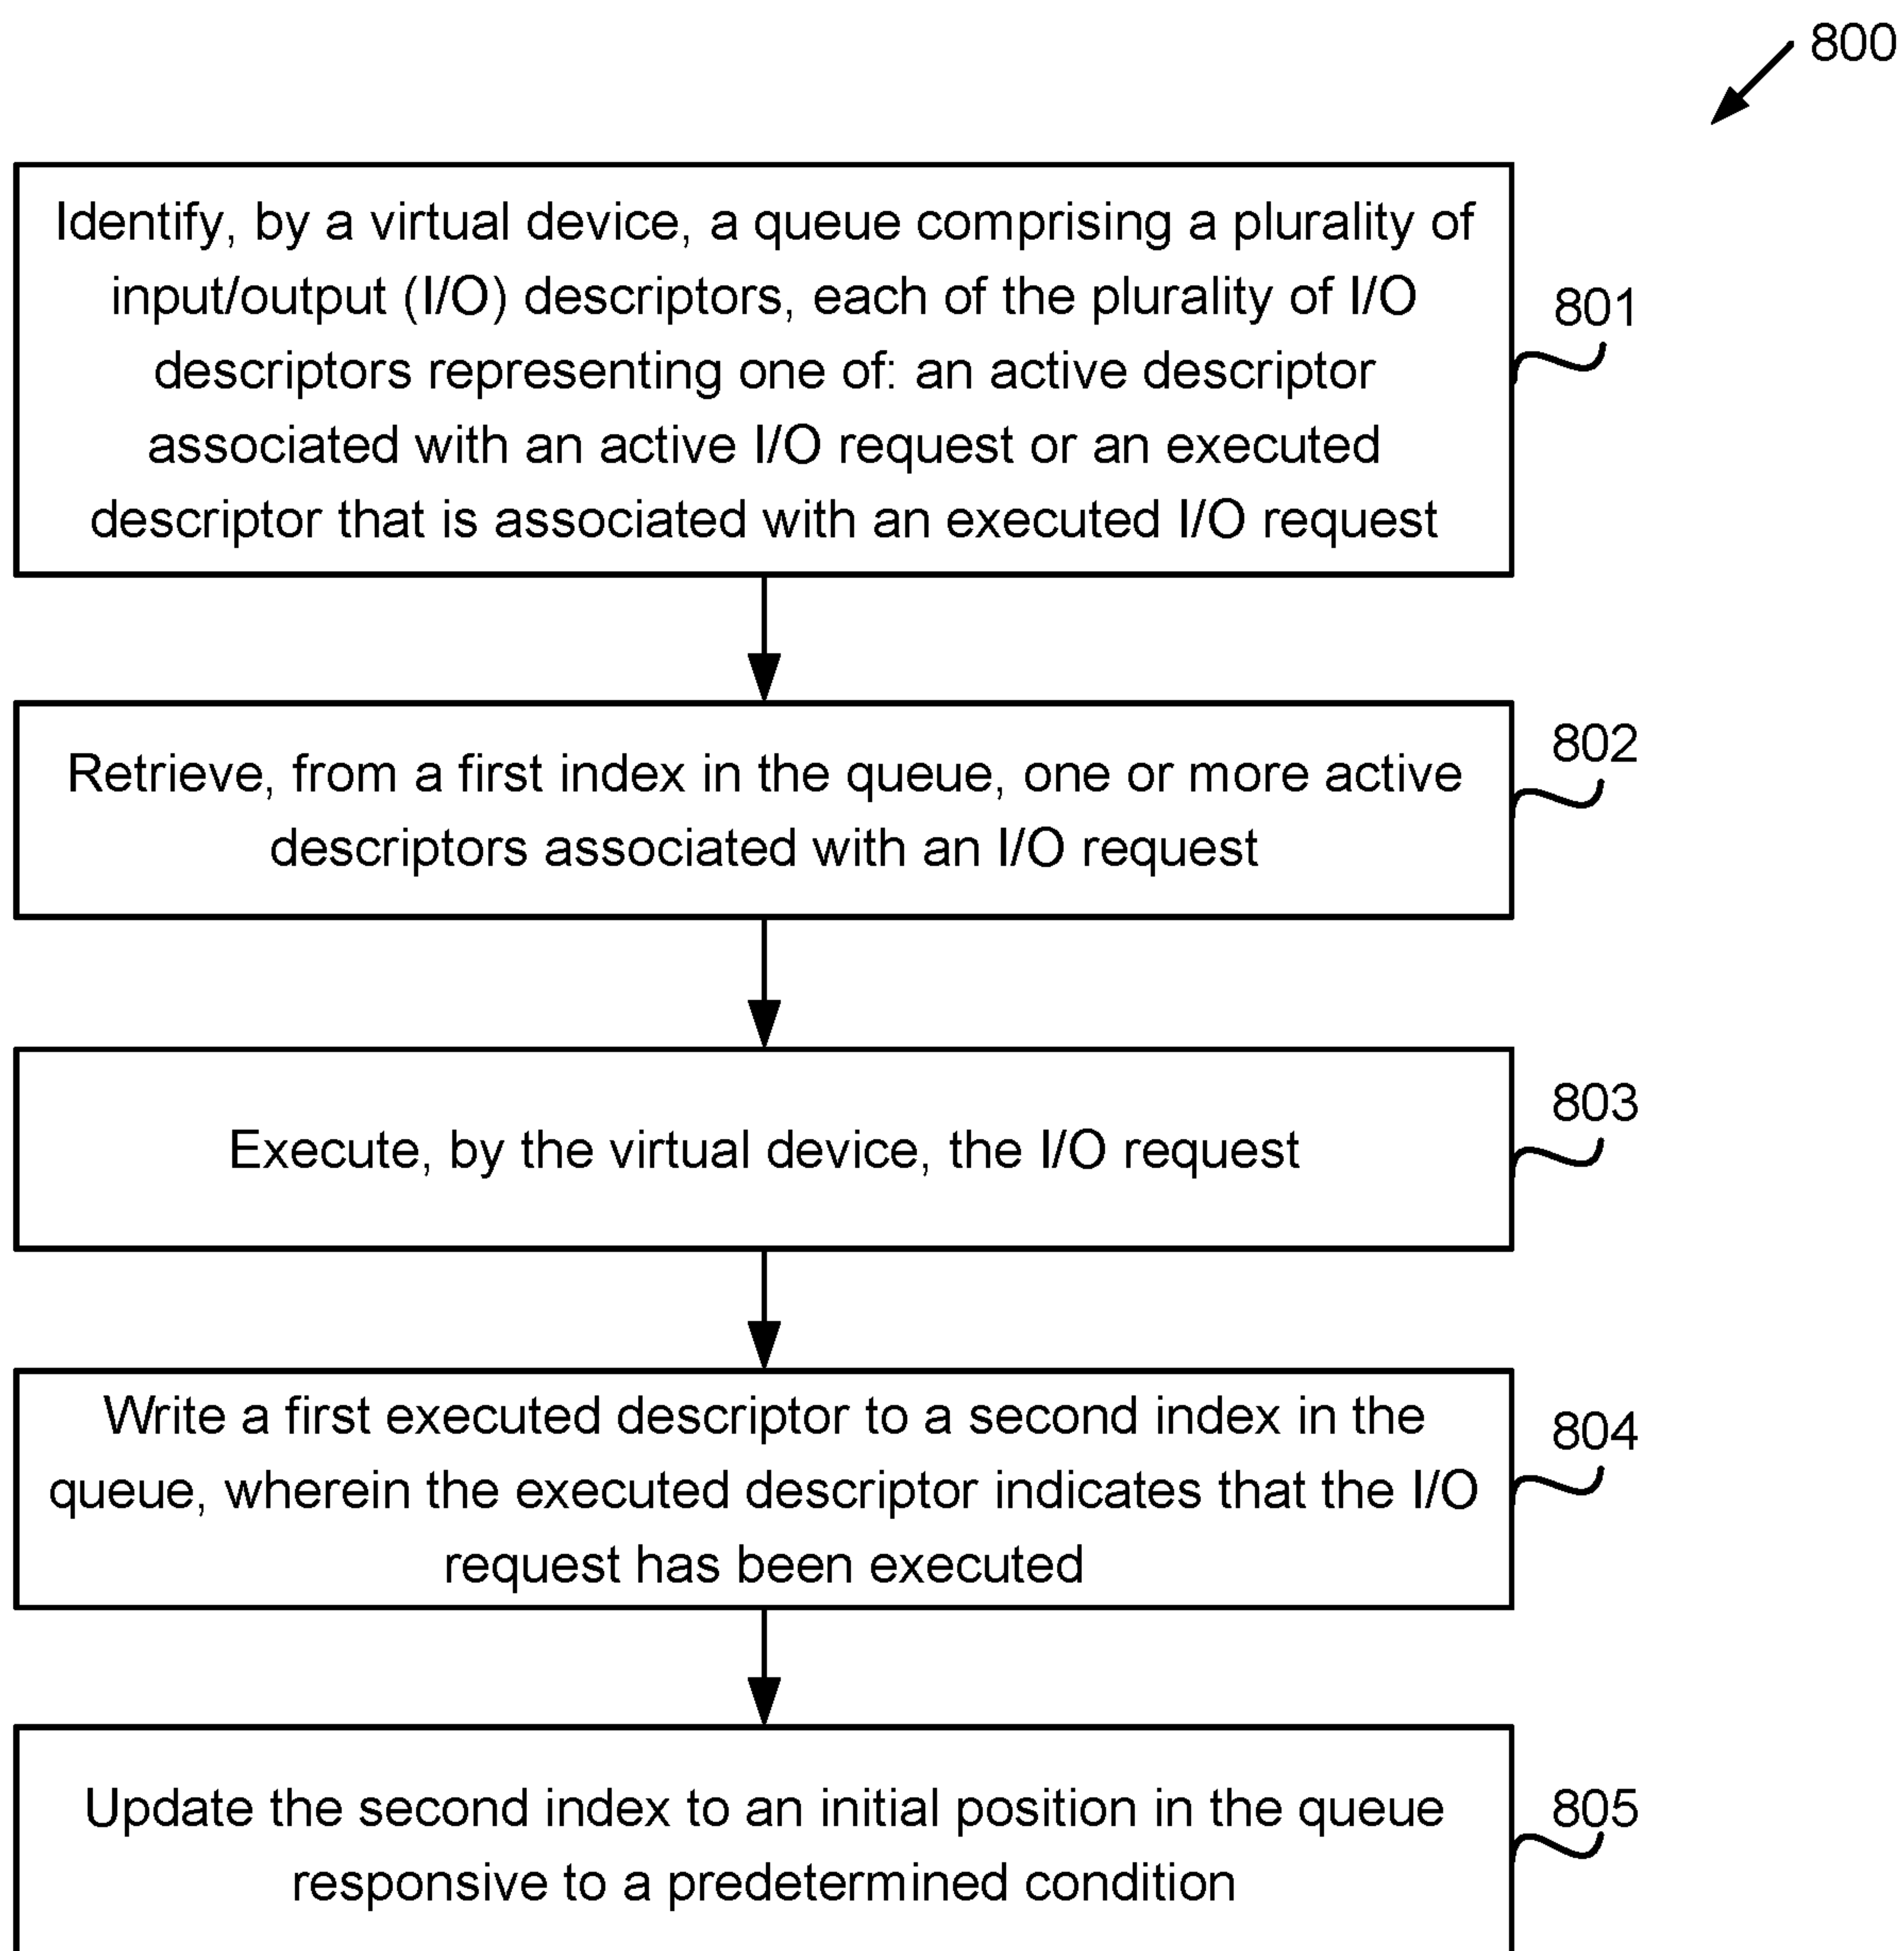 800
Identify, by a virtual device, a queue comprising a plurality of
input/output (I/O) descriptors, each of the plurality of I/O
descriptors representing one of: an active descriptor
associated with an active I/O request or an executed
descriptor that is associated with an executed I/O request
801
Retrieve, from a first index in the queue, one or more active
descriptors associated with an I/O request
802
Execute, by the virtual device, the I/O request
803
Write a first executed descriptor to a second index in the
queue, wherein the executed descriptor indicates that the I/O
request has been executed
804
Update the second index to an initial position in the queue
responsive to a predetermined condition
805